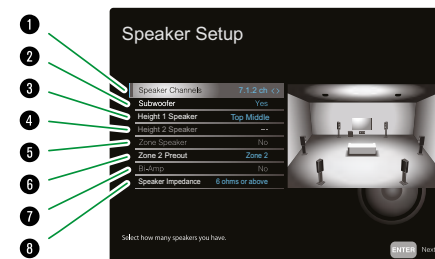 Speaker Setup
1
2
3
4
5
6
7
8
Speaker Channels 7.1.2 ch < >
Subwoofer Yes
Height 1 Speaker Top Middle
Height 2 Speaker ---
Zone Speaker No
Zone 2 Preout Zone 2
Bi-Amp No
Speaker Impedance 6 ohms or above
Select how many speakers you have.
ENTER Next